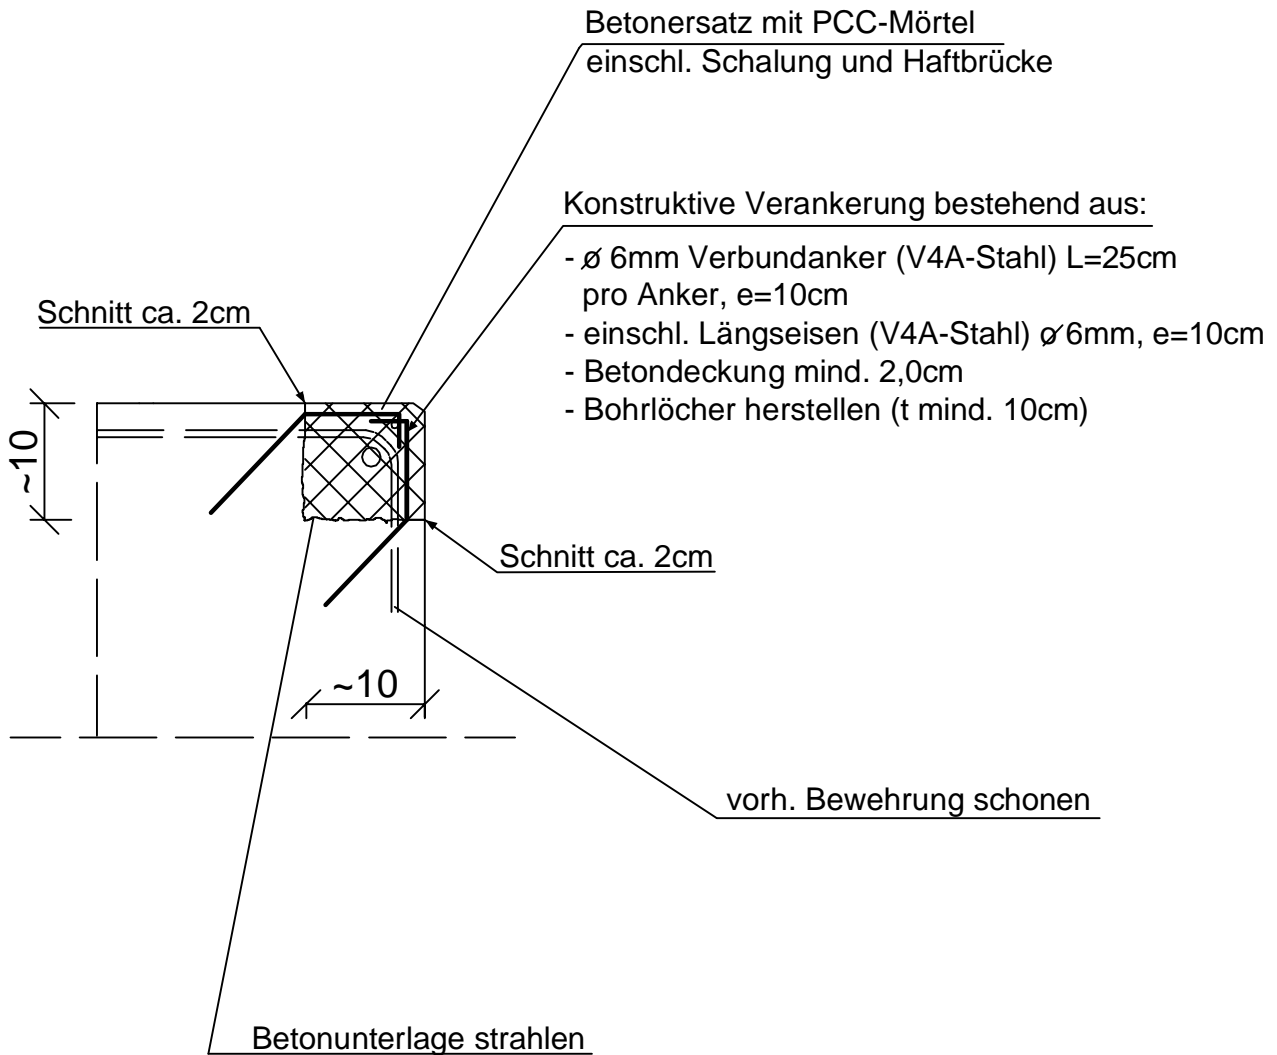 Betonersatz mit PCC-Mörtel
einschl. Schalung und Haftbrücke
Konstruktive Verankerung bestehend aus:
- ø 6mm Verbundanker (V4A-Stahl) L=25cm
pro Anker, e=10cm
- einschl. Längseisen (V4A-Stahl) ø 6mm, e=10cm
- Betondeckung mind. 2,0cm
- Bohrlöcher herstellen (t mind. 10cm)
Schnitt ca. 2cm
~10
Schnitt ca. 2cm
~10
vorh. Bewehrung schonen
Betonunterlage strahlen